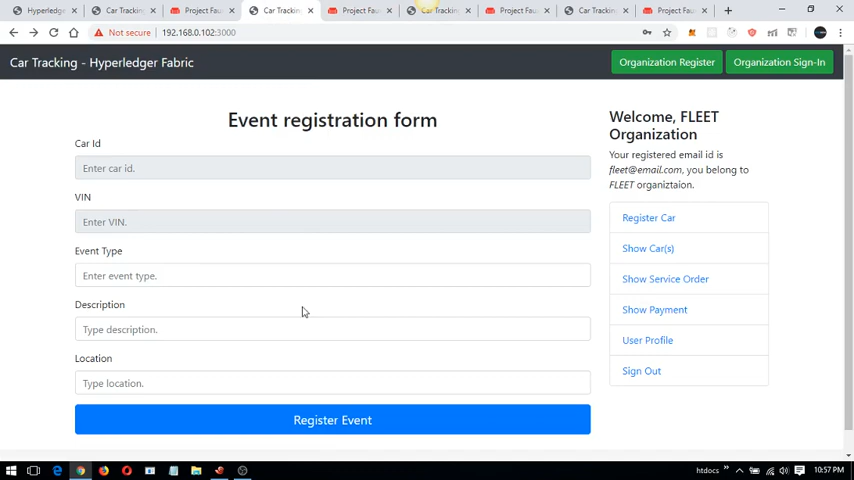 Hyperledge
Car Tracking
Project Fau
Car Tracking
Project Fau
Car Tracking
Project Fau
Car Trackin
Project Fau
Not secure
192.168.0.102:3000
Car Tracking - Hyperledger Fabric
Organization Register
Organization Sign-In
Event registration form
Car Id
Enter car id.
VIN
Enter VIN.
Event Type
Enter event type.
Description
Type description.
Location
Type location.
Register Event
Welcome, FLEET
Organization
Your registered email id is
fleet@email.com, you belong to
FLEET organiztaion.
Register Car
Show Car(s)
Show Service Order
Show Payment
User Profile
Sign Out
htdocs
10:57 PM